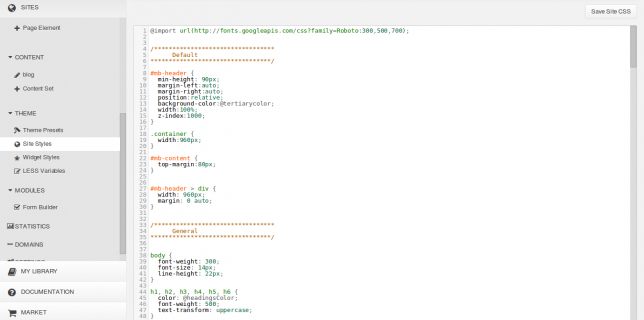 SITES
Page Element
CONTENT
blog
Content Set
THEME
Theme Presets
Site Styles
Widget Styles
LESS Variables
MODULES
Form Builder
STATISTICS
DOMAINS
MY LIBRARY
DOCUMENTATION
MARKET
Save Site CSS
1 @import url(http://fonts.googleapis.com/css?family=Roboto:300,500,700);
2
3
4 /********************************
5 Default
6 ********************************/
7
8 #mb-header {
9 min-height: 90px;
10 margin-left:auto;
11 margin-right:auto;
12 position:relative;
13 background-color:@tertiarycolor;
14 width:100%;
15 z-index:1000;
16 }
17
18 .container {
19 width:960px;
20 }
21
22 #mb-content {
23 top-margin:80px;
24 }
25
26
27 #mb-header > div {
28 width: 960px;
29 margin: 0 auto;
30 }
31
32
33 /********************************
34 General
35 ********************************/
36
37
38 body {
39 font-weight: 300;
40 font-size: 14px;
41 line-height: 22px;
42 }
43
44 h1, h2, h3, h4, h5, h6 {
45 color: @headingsColor;
46 font-weight: 500;
47 text-transform: uppercase;
48 }